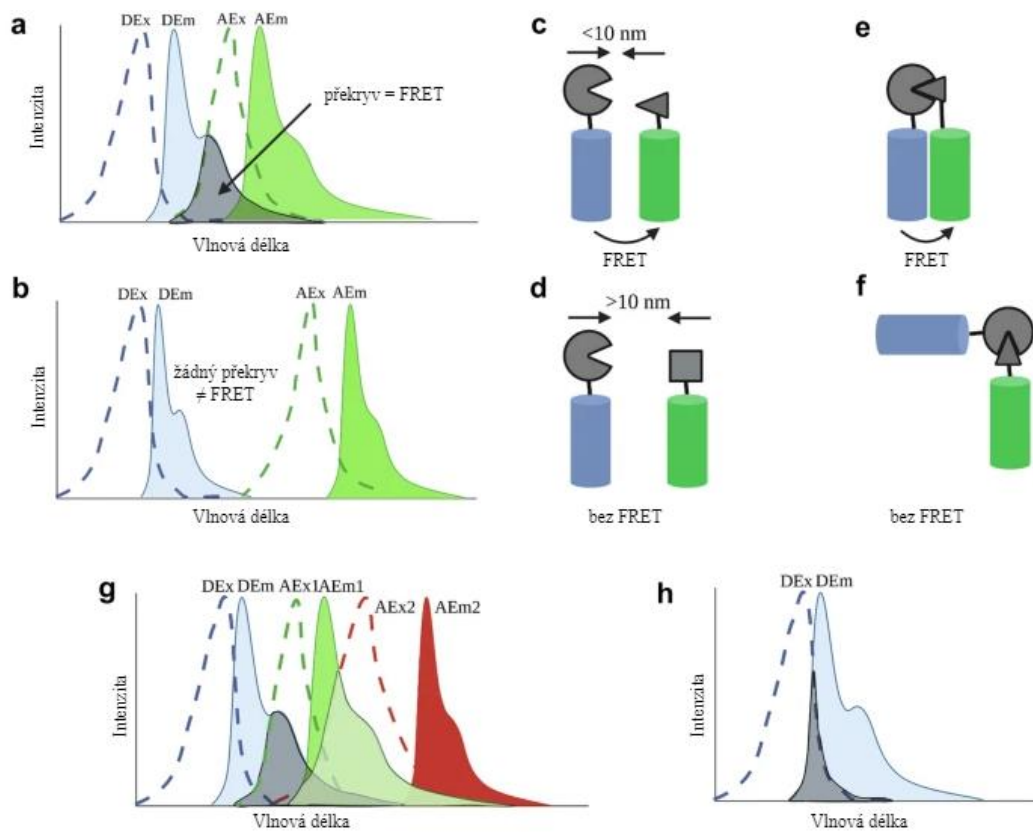 a
DEx DEm AEx AEm
překryv = FRET
Intenzita
Vlnová délka
b
DEx DEm AEx AEm
žádný překryv
≠ FRET
Intenzita
Vlnová délka
c
<10 nm
FRET
d
>10 nm
bez FRET
e
FRET
f
bez FRET
g
DEx DEm AEx1AEm1
AEx2 AEm2
Intenzita
Vlnová délka
h
DEx DEm
Intenzita
Vlnová délka